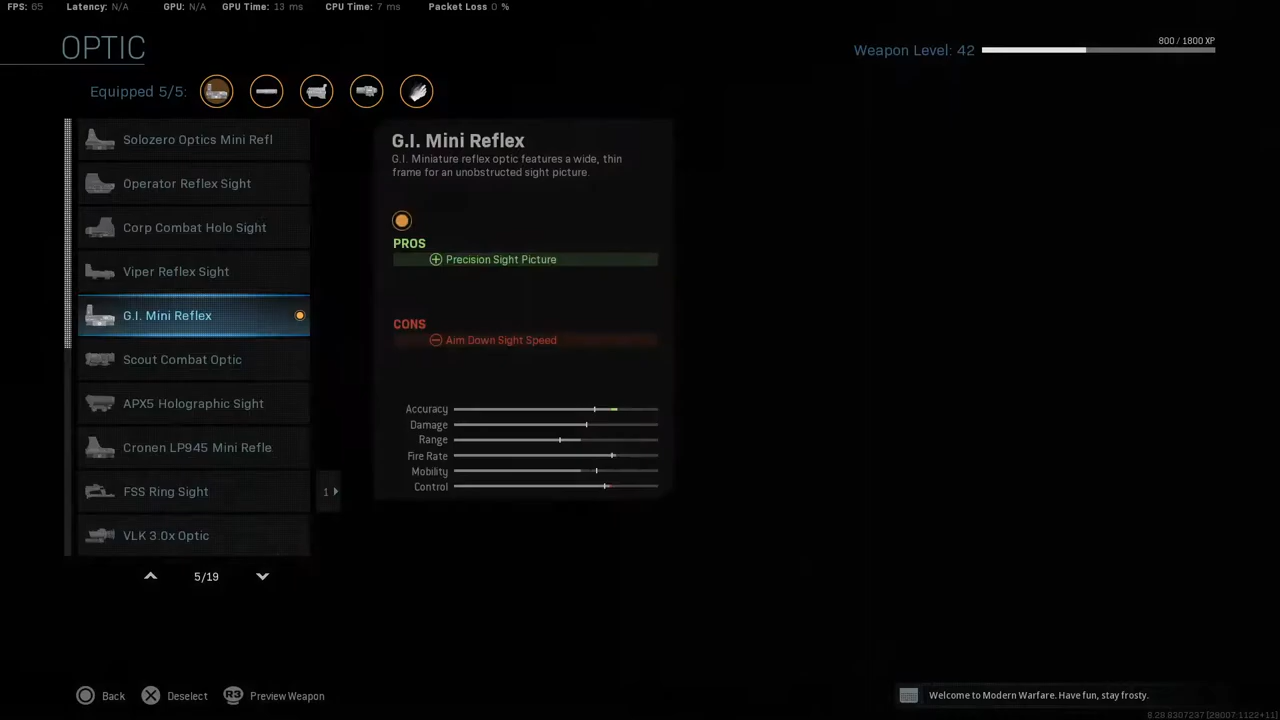 FPS: 65 Latency: N/A GPU: N/A GPU Time: 13 ms CPU Time: 7 ms Packet Loss 0 %
OPTIC
Weapon Level: 42
800 / 1800 XP
Equipped 5/5:
Solozero Optics Mini Refl
Operator Reflex Sight
Corp Combat Holo Sight
Viper Reflex Sight
G.I. Mini Reflex
Scout Combat Optic
APX5 Holographic Sight
Cronen LP945 Mini Refle
FSS Ring Sight
1
VLK 3.0x Optic
5/19
G.I. Mini Reflex
G.I. Miniature reflex optic features a wide, thin
frame for an unobstructed sight picture.
PROS
Precision Sight Picture
CONS
Aim Down Sight Speed
Accuracy
Damage
Range
Fire Rate
Mobility
Control
Back
Deselect
R3 Preview Weapon
Welcome to Modern Warfare. Have fun, stay frosty.